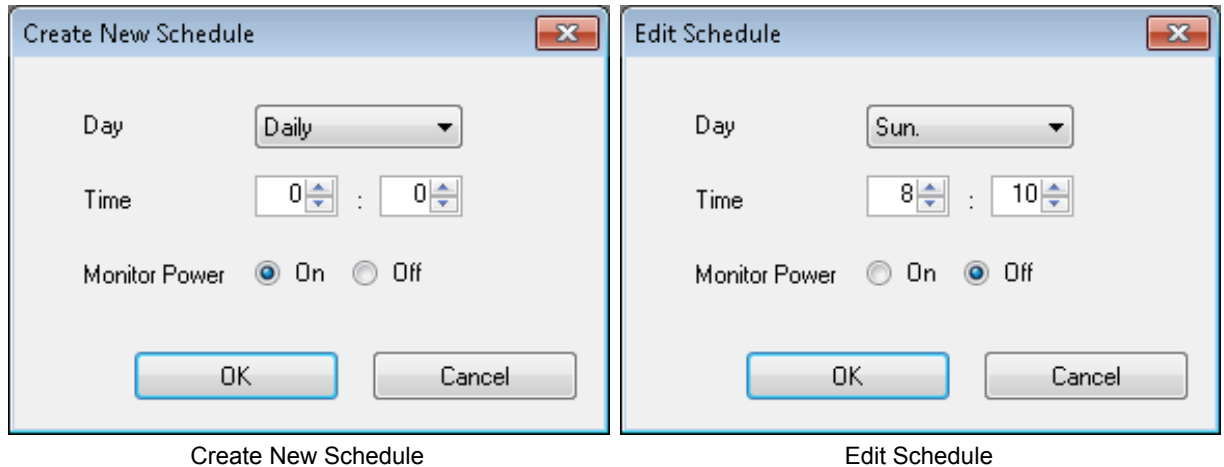 Create New Schedule
Day Daily
Time 0 : 0
Monitor Power On Off
OK Cancel
Create New Schedule
Edit Schedule
Day Sun.
Time 8 : 10
Monitor Power On Off
OK Cancel
Edit Schedule